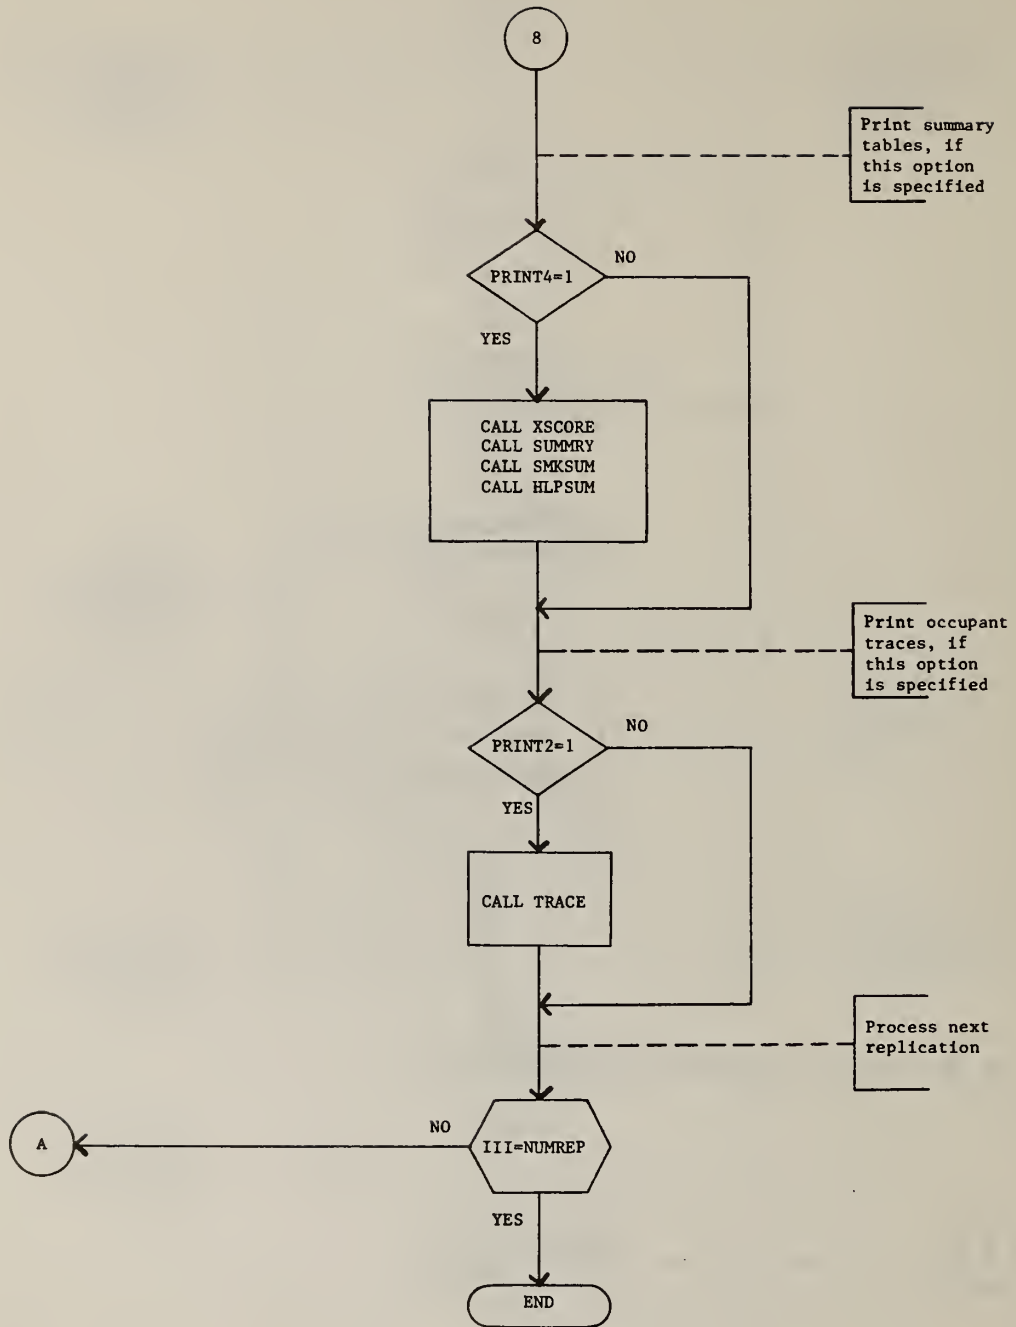 8
Print summary
tables, if
this option
is specified
PRINT4=1
NO
YES
CALL XSCORE
CALL SUMMRY
CALL SMKSUM
CALL HLPSUM
Print occupant
traces, if
this option
is specified
PRINT2=1
NO
YES
CALL TRACE
Process next
replication
A
NO
III=NUMREP
YES
END